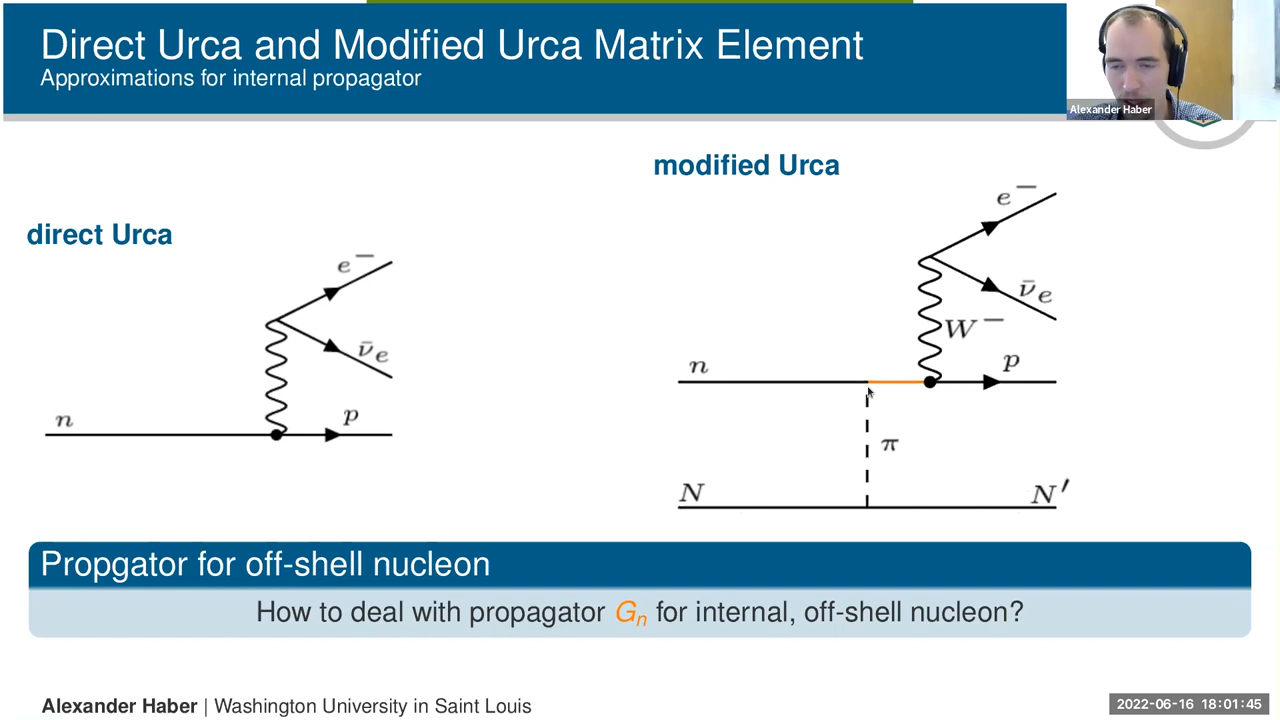 Direct Urca and Modified Urca Matrix Element
Approximations for internal propagator
Alexander Haber
modified Urca
direct Urca
e−
ν̄e
n
p
e−
ν̄e
W−
n
p
π
N
N′
Propgator for off-shell nucleon
How to deal with propagator Gn for internal, off-shell nucleon?
Alexander Haber | Washington University in Saint Louis
2022-06-16 18:01:45